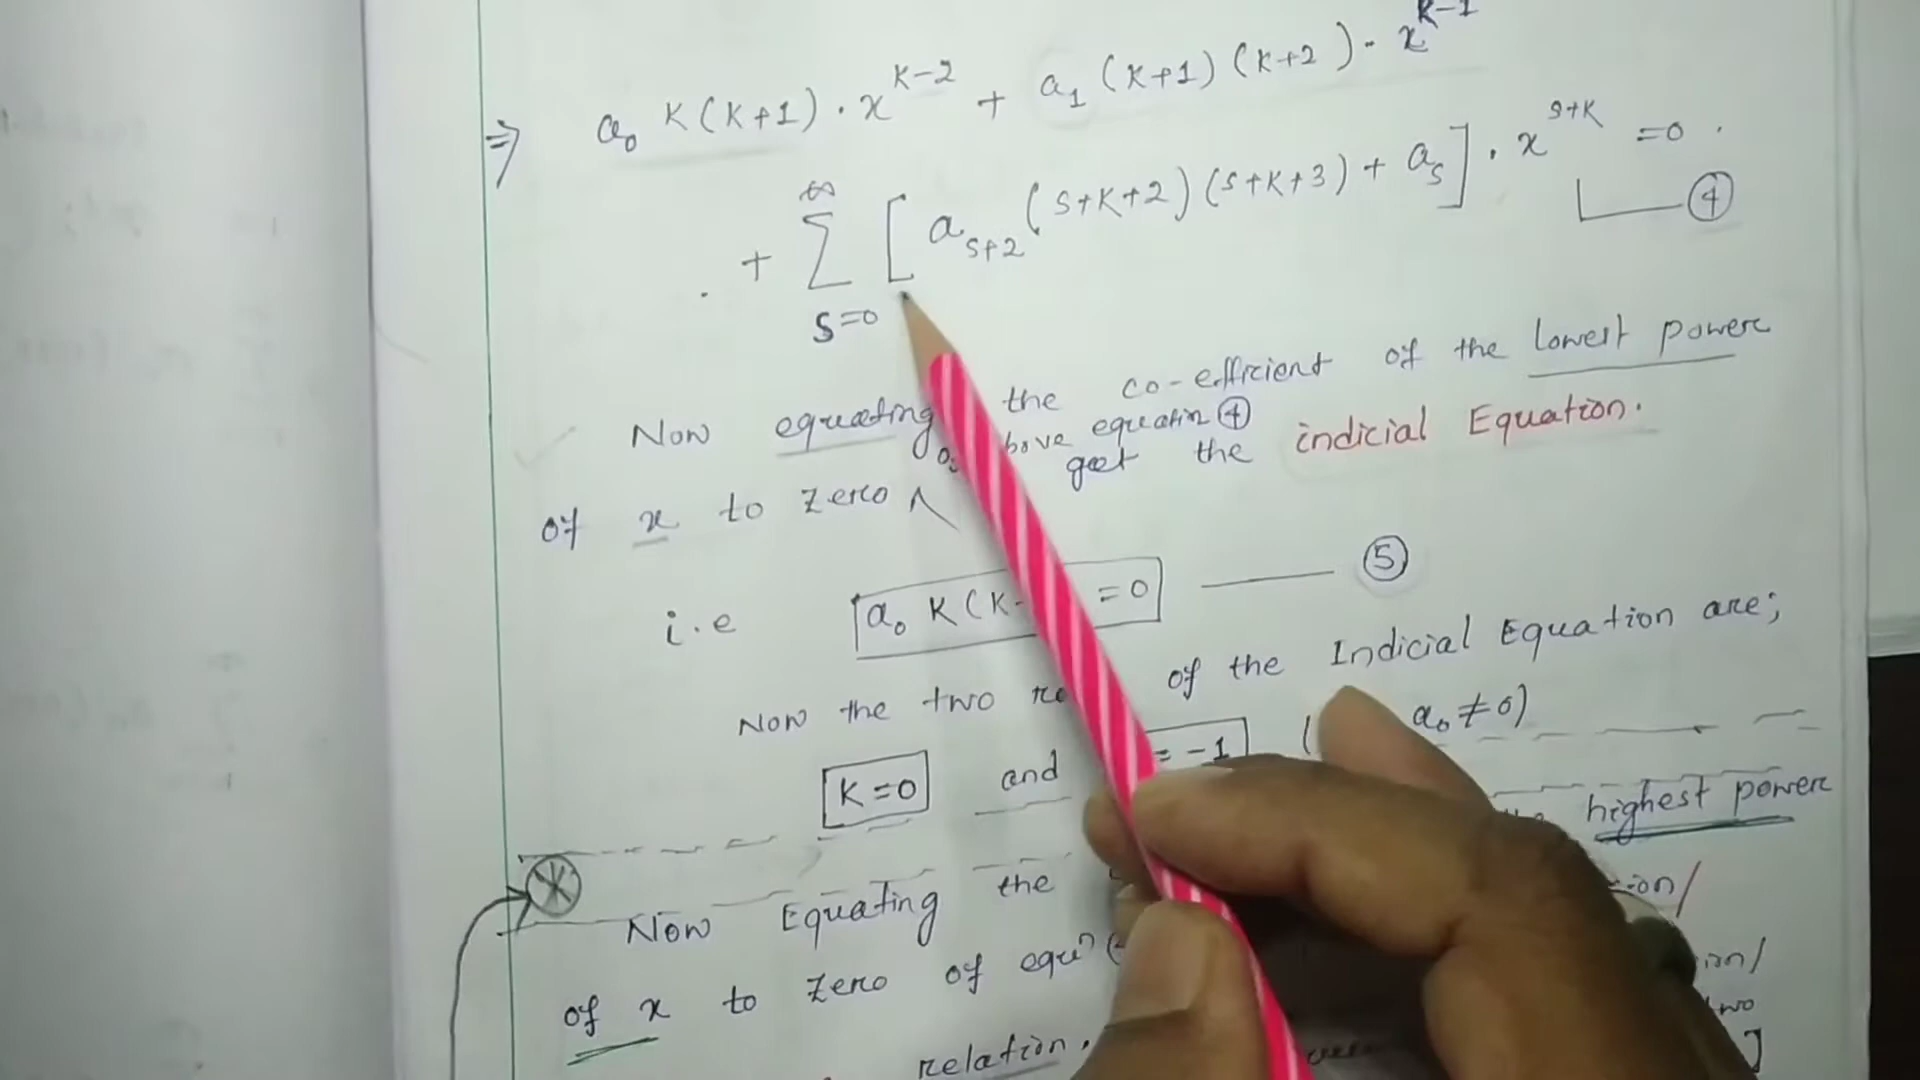 ⇒ a₀ K(K+1) · x^(K-2) + a₁ (K+1) (K+2) · x^(K-1)
+ ∑_{s=0}^{∞} [ a_{s+2} (s+K+2) (s+K+3) + a_s ] · x^{s+K} = 0 . ④
Now equating the co-efficient of the lowest power
above equation ④
of x to zero ∧ get the indicial Equation.
i.e a₀ K(K = 0 ⑤
Now the two of the Indicial Equation are;
K=0 and = -1 ( a₀ ≠ 0)
Now Equating the highest power
of x to zero of equⁿ (
relation. two